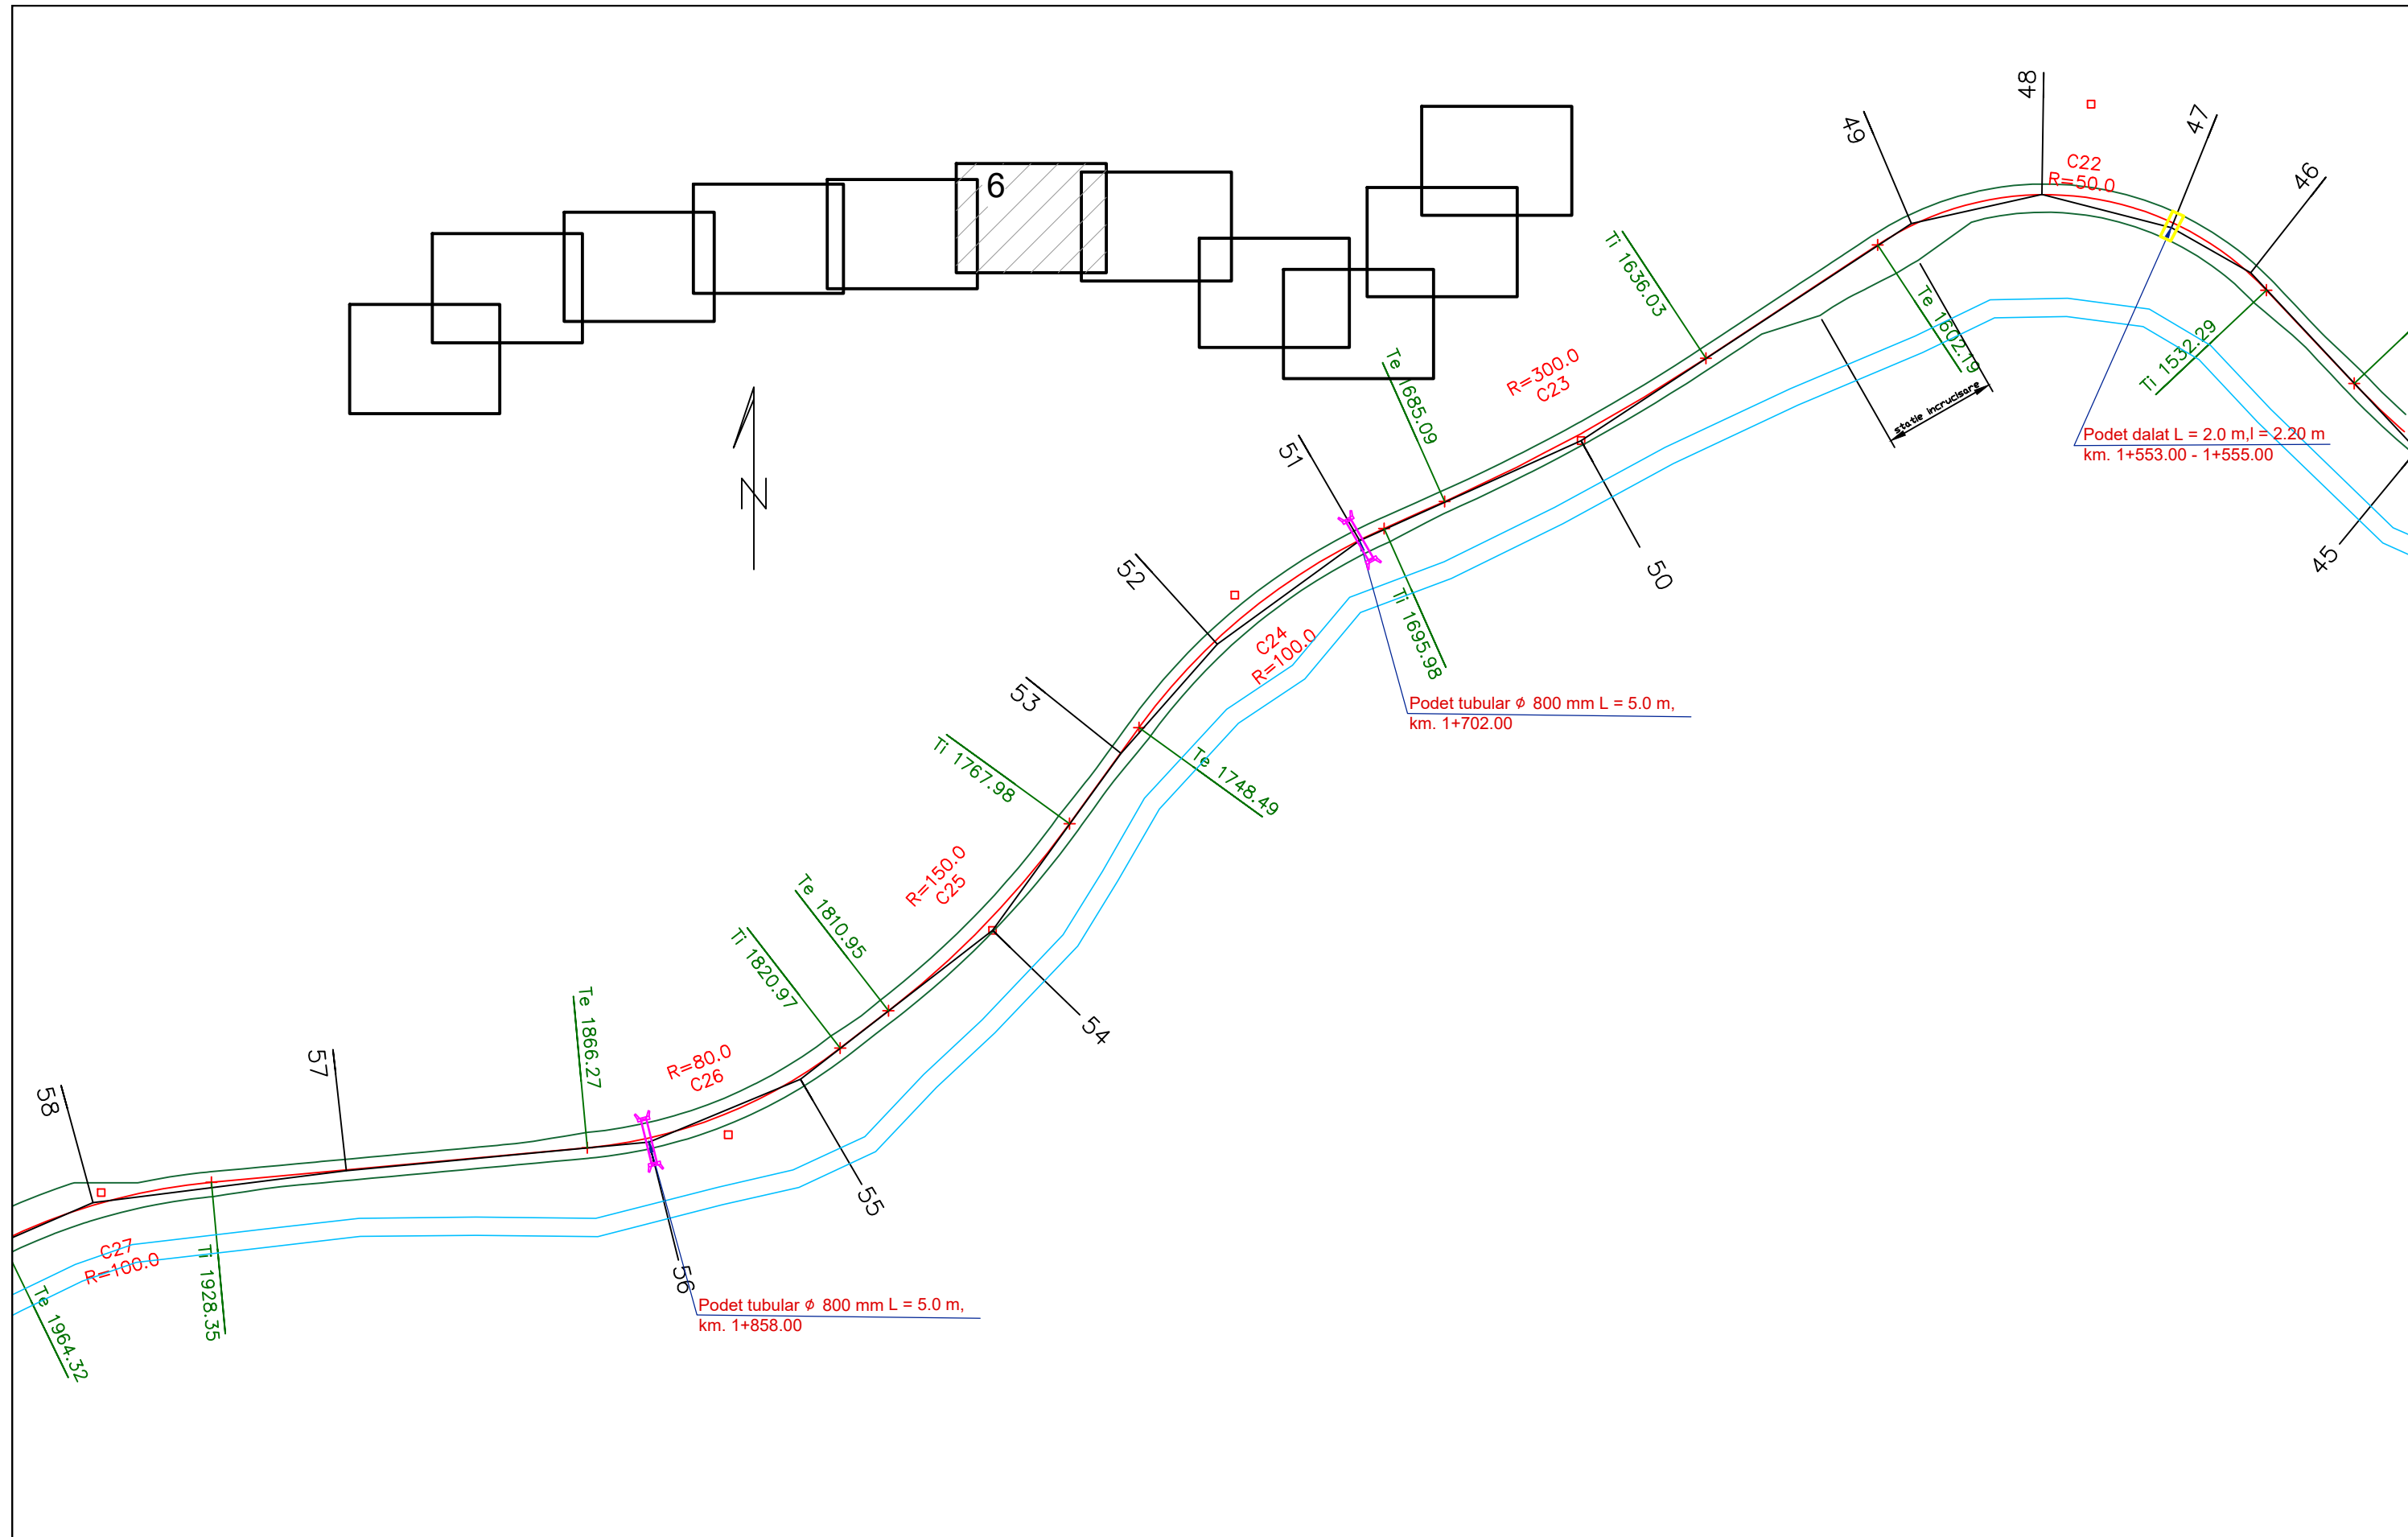 6
48
49
47
46
C22
R=50.0
Ti 1636.03
Te 1602.19
Ti 1532.29
R=300.0
C23
Te 1685.09
statie incrucisare
Podet dalat L = 2.0 m,l = 2.20 m
km. 1+553.00 - 1+555.00
51
50
45
52
C24
R=100.0
Ti 1695.98
53
Podet tubular ϕ 800 mm L = 5.0 m,
km. 1+702.00
Ti 1767.98
Te 1748.49
R=150.0
C25
Te 1810.95
Ti 1820.97
54
Te 1866.27
R=80.0
C26
57
58
55
C27
R=100.0
Ti 1928.35
56
Te 1964.32
Podet tubular ϕ 800 mm L = 5.0 m,
km. 1+858.00
N